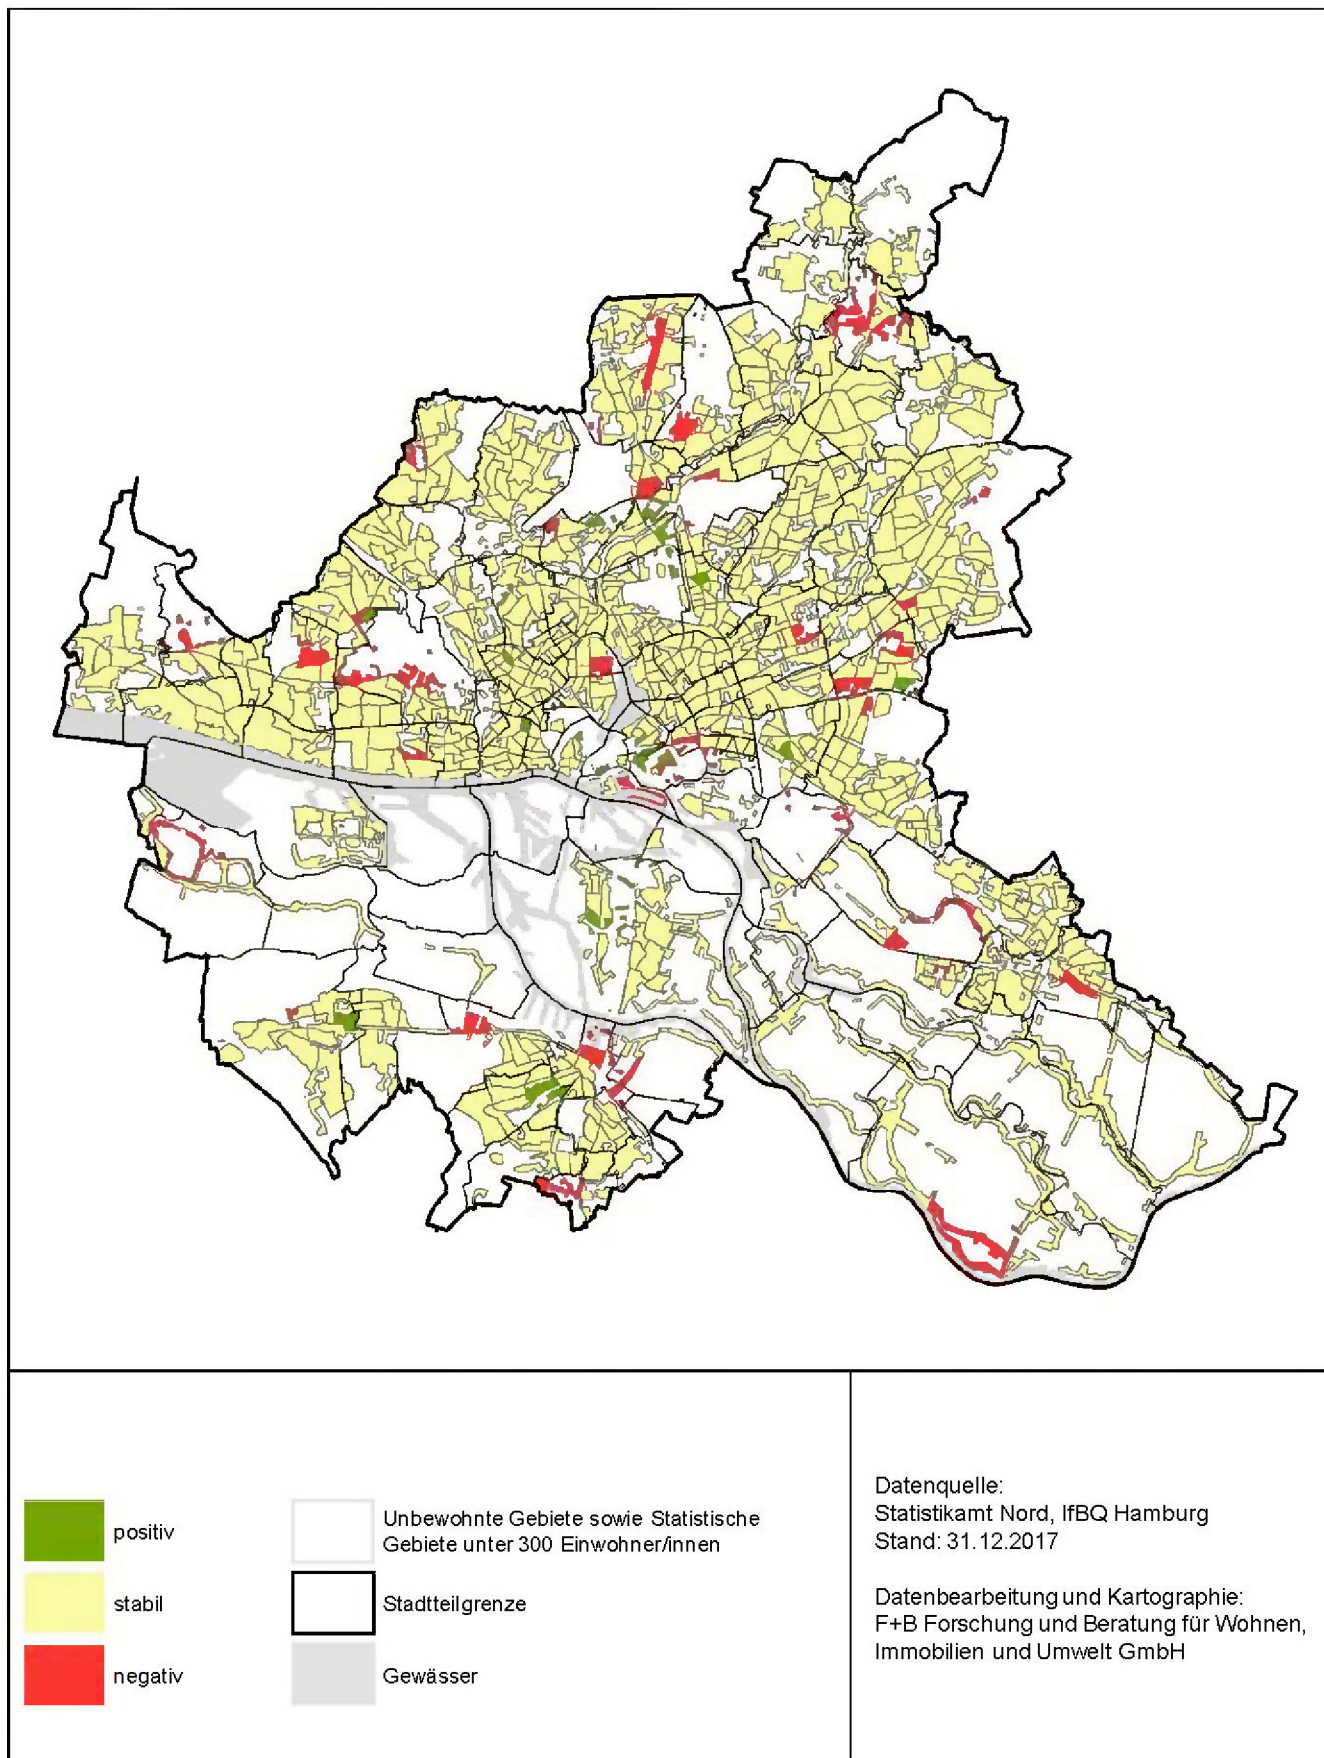 positiv
stabil
negativ
Unbewohnte Gebiete sowie Statistische
Gebiete unter 300 Einwohner/innen
Stadtteilgrenze
Gewässer
Datenquelle:
Statistikamt Nord, IfBQ Hamburg
Stand: 31.12.2017
Datenbearbeitung und Kartographie:
F+B Forschung und Beratung für Wohnen,
Immobilien und Umwelt GmbH